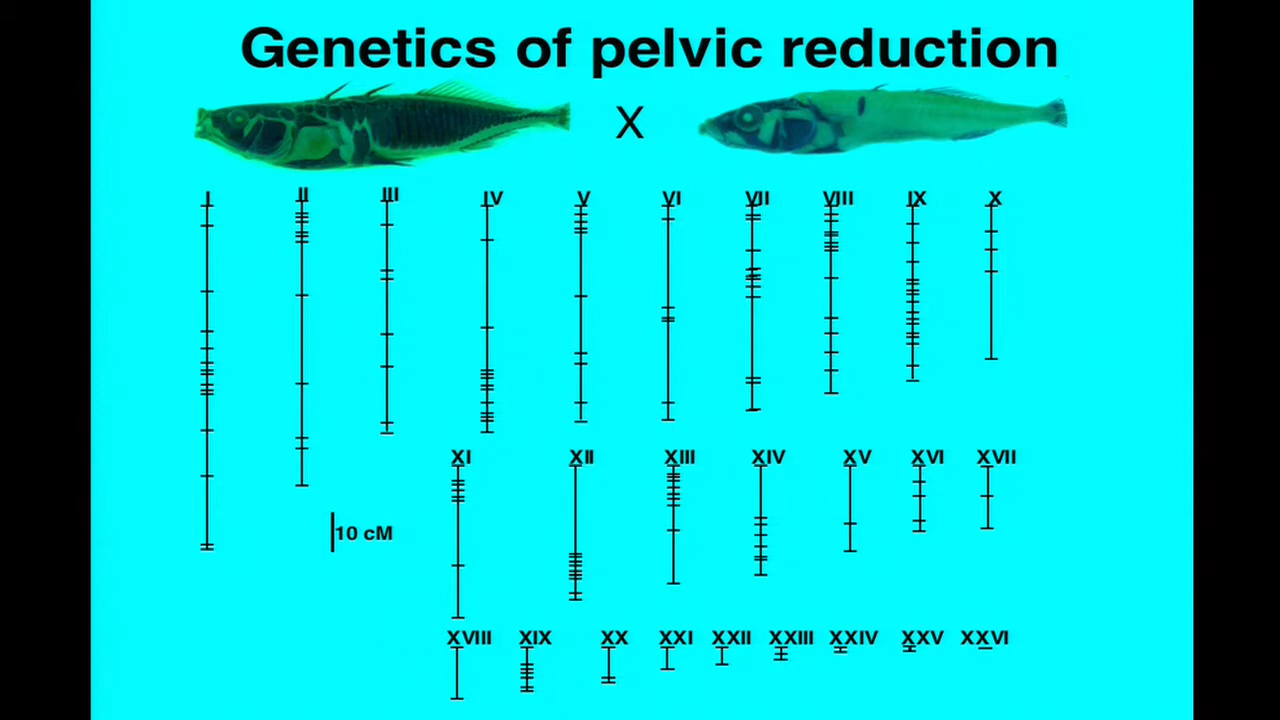 Genetics of pelvic reduction
X
I II III IV V VI VII VIII IX X
XI XII XIII XIV XV XVI XVII
10 cM
XVIII XIX XX XXI XXII XXIII XXIV XXV XXVI